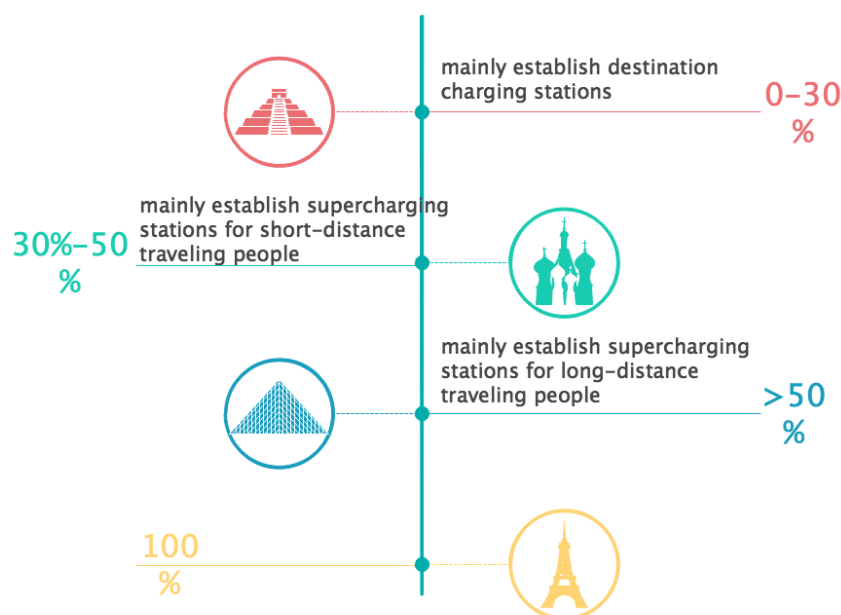 mainly establish destination
charging stations
0-30
%
mainly establish supercharging
stations for short-distance
traveling people
30%-50
%
mainly establish supercharging
stations for long-distance
traveling people
>50
%
100
%